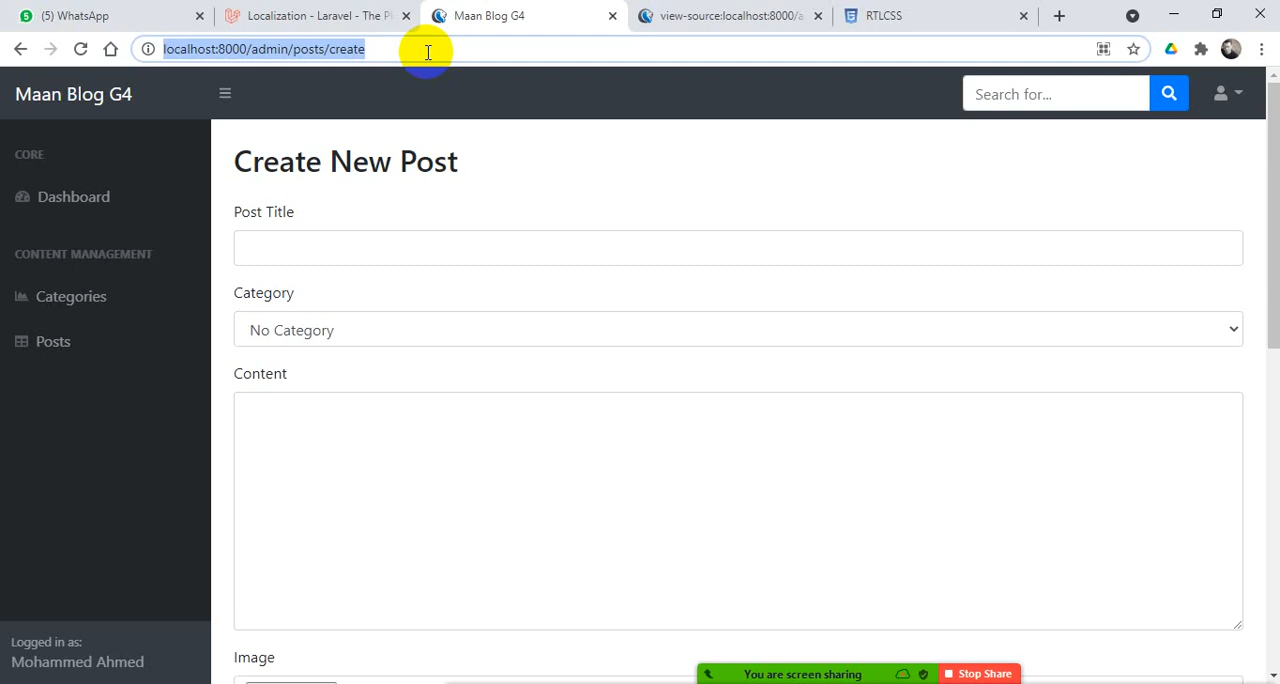 (5) WhatsApp
Localization - Laravel - The P
Maan Blog G4
view-source:localhost:8000/a
RTLCSS
localhost:8000/admin/posts/create
Maan Blog G4
Search for...
CORE
Dashboard
CONTENT MANAGEMENT
Categories
Posts
Logged in as:
Mohammed Ahmed
Create New Post
Post Title
Category
No Category
Content
Image
You are screen sharing
Stop Share